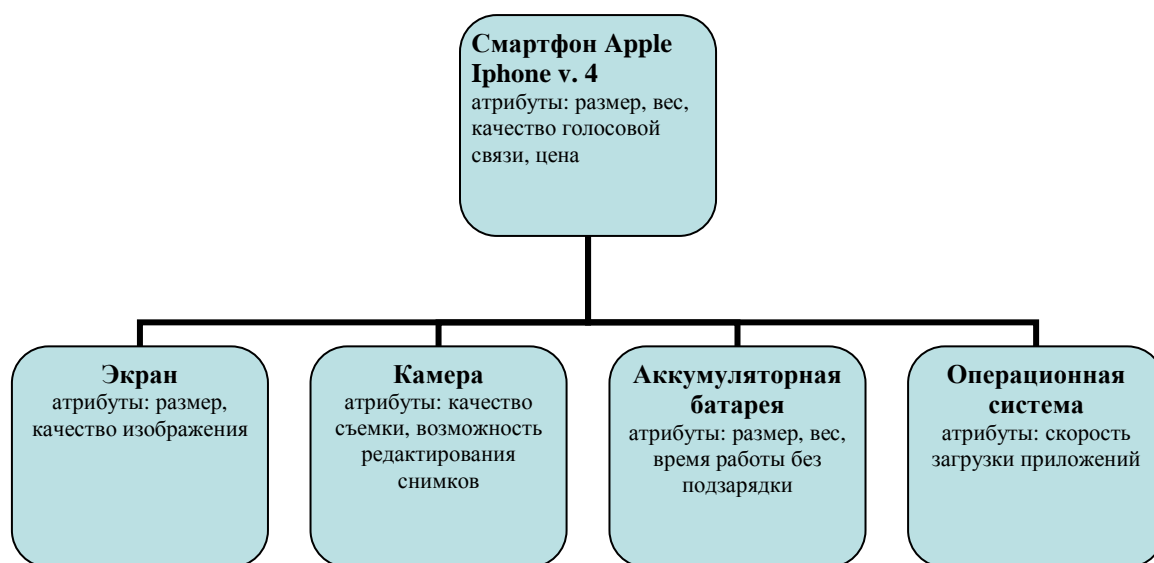 Смартфон Apple
Iphone v. 4
атрибуты: размер, вес,
качество голосовой
связи, цена
Экран
атрибуты: размер,
качество изображения
Камера
атрибуты: качество
съемки, возможность
редактирования
снимков
Аккумуляторная
батарея
атрибуты: размер, вес,
время работы без
подзарядки
Операционная
система
атрибуты: скорость
загрузки приложений